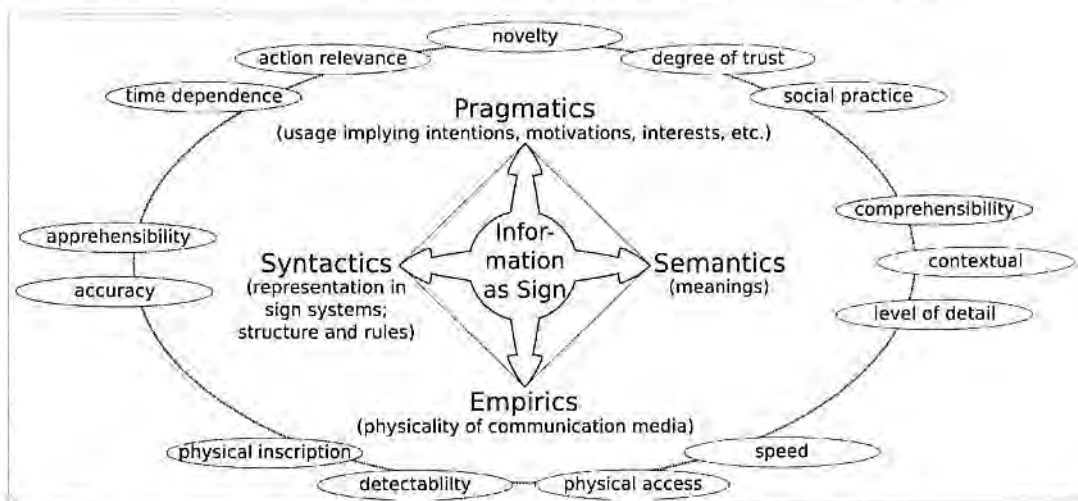 novelty
action relevance
degree of trust
time dependence
social practice
Pragmatics
(usage implying intentions, motivations, interests, etc.)
apprehensibility
accuracy
Syntactics
(representation in
sign systems;
structure and rules)
Infor-
mation
as Sign
Semantics
(meanings)
comprehensibility
contextual
level of detail
Empirics
(physicality of communication media)
physical inscription
speed
detectablilty
physical access